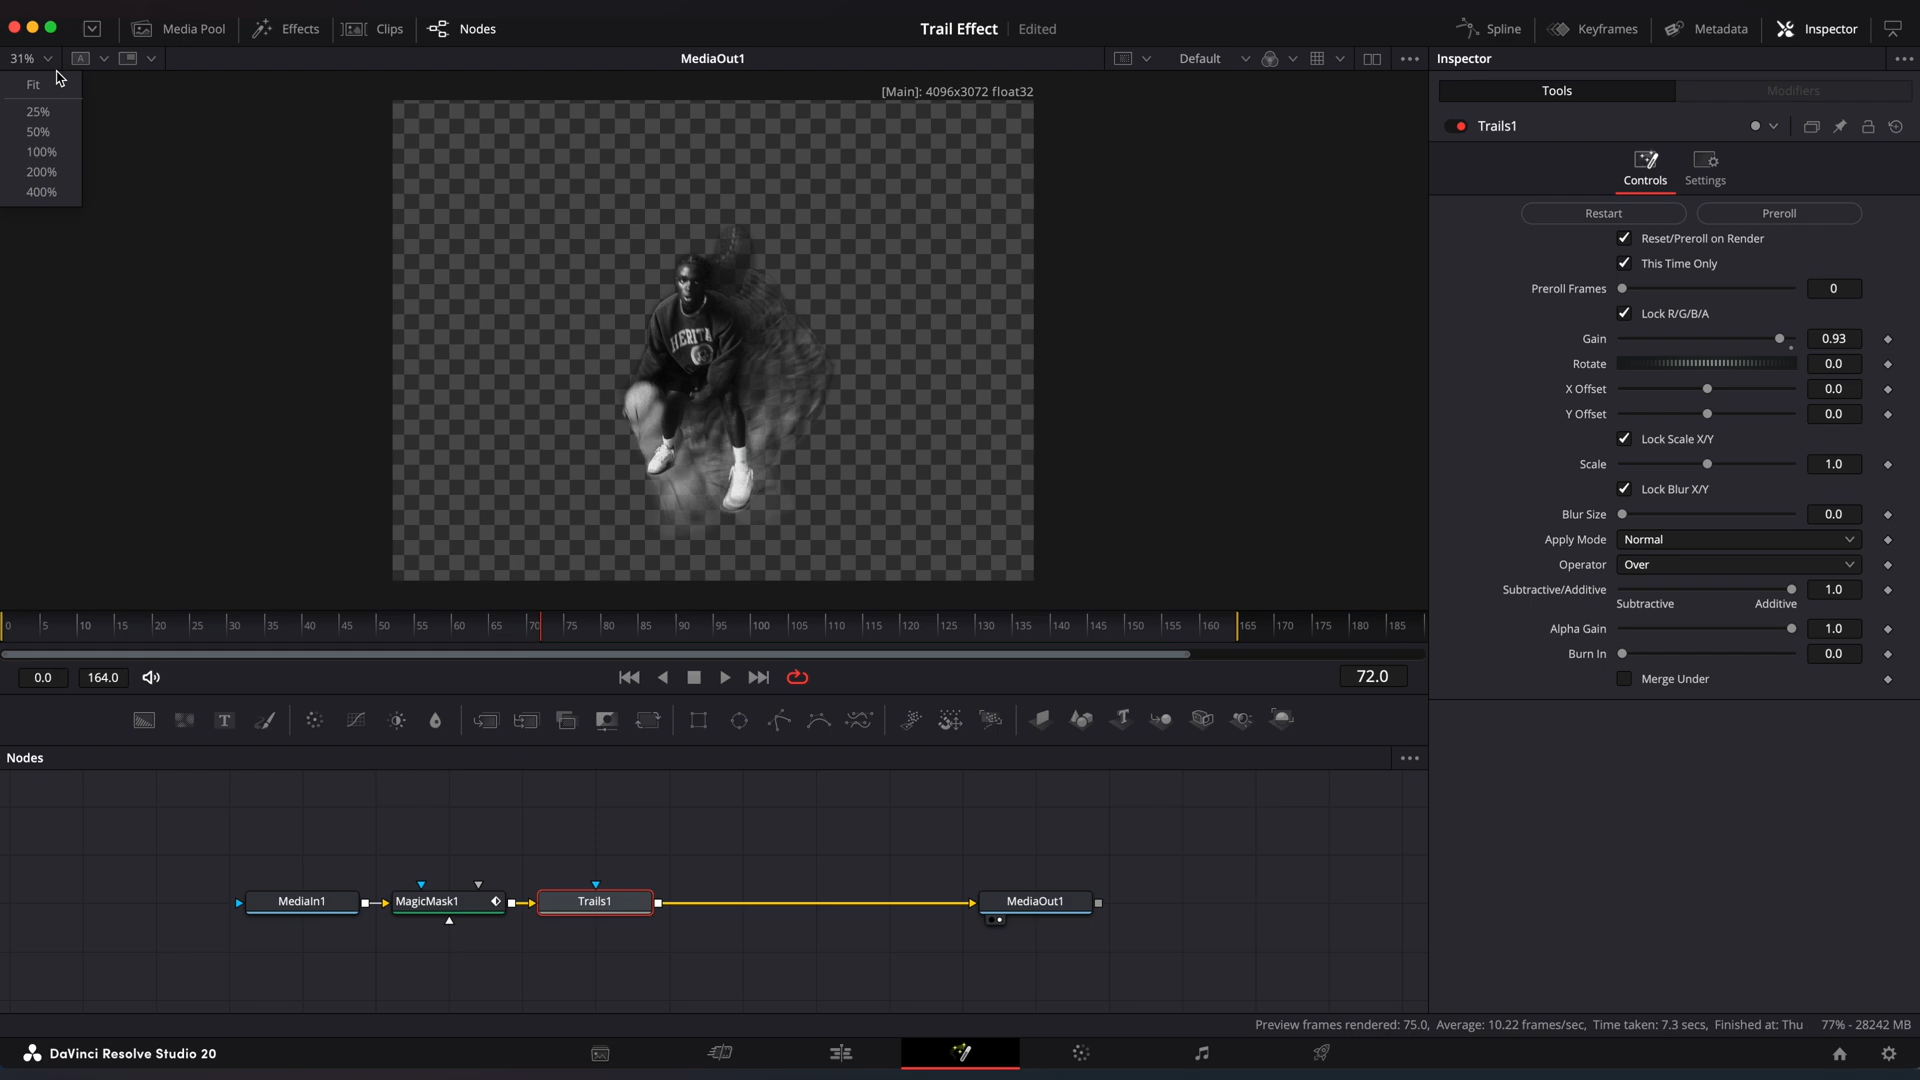 Media Pool
Effects
Clips
Nodes
Trail Effect
Edited
Spline
Keyframes
Metadata
Inspector
31%
A
MediaOut1
Default
Inspector
Fit
25%
50%
100%
200%
400%
[Main]: 4096x3072 float32
HERITA
Tools
Modifiers
Trails1
Controls
Settings
Restart
Preroll
Reset/Preroll on Render
This Time Only
Preroll Frames
0
Lock R/G/B/A
Gain
0.93
Rotate
0.0
X Offset
0.0
Y Offset
0.0
Lock Scale X/Y
Scale
1.0
Lock Blur X/Y
Blur Size
0.0
Apply Mode
Normal
Operator
Over
Subtractive/Additive
1.0
Subtractive
Additive
Alpha Gain
1.0
Burn In
0.0
Merge Under
0 5 10 15 20 25 30 35 40 45 50 55 60 65 70 75 80 85 90 95 100 105 110 115 120 125 130 135 140 145 150 155 160 165 170 175 180 185
0.0
164.0
72.0
T
T
Nodes
MediaIn1
MagicMask1
Trails1
MediaOut1
Preview frames rendered: 75.0, Average: 10.22 frames/sec, Time taken: 7.3 secs, Finished at: Thu
77% - 28242 MB
DaVinci Resolve Studio 20